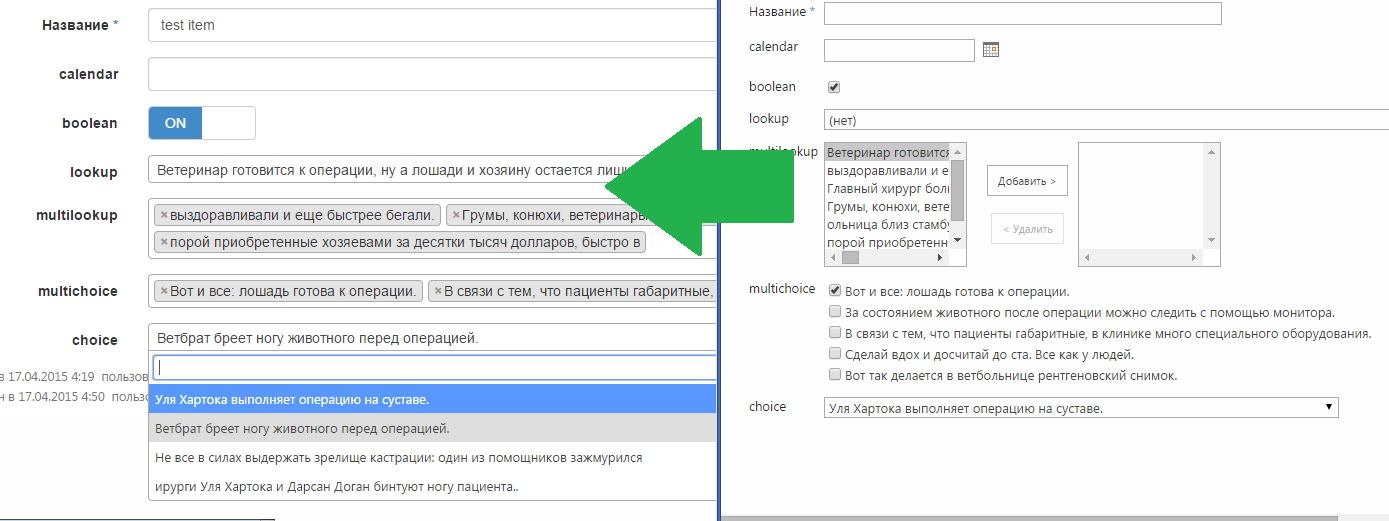 Название *
test item
calendar
boolean
ON
lookup
Ветеринар готовится к операции, ну а лошади и хозяину остается
multilookup
×выздоравливали и еще быстрее бегали.
×Грумы, конюхи, ветеринары
×порой приобретенные хозяевами за десятки тысяч долларов, быстро в
multichoice
×Вот и все: лошадь готова к операции.
×В связи с тем, что пациенты габаритные,
choice
Ветбрат бреет ногу животного перед операцией.
в 17.04.2015 4:19 пользов
н в 17.04.2015 4:50 польз
Уля Хартока выполняет операцию на суставе.
Ветбрат бреет ногу животного перед операцией.
Не все в силах выдержать зрелище кастрации: один из помощников зажмурился
ирурги Уля Хартока и Дарсан Доган бинтуют ногу пациента..
Название *
calendar
boolean
lookup
(нет)
multilookup
Ветеринар готовится
выздоравливали и е
Главный хирург бол
Грумы, конюхи, вете
ольница близ стамбу
порой приобретенн
Добавить >
< Удалить
multichoice
Вот и все: лошадь готова к операции.
За состоянием животного после операции можно следить с помощью монитора.
В связи с тем, что пациенты габаритные, в клинике много специального оборудования.
Сделай вдох и досчитай до ста. Все как у людей.
Вот так делается в ветбольнице рентгеновский снимок.
choice
Уля Хартока выполняет операцию на суставе.